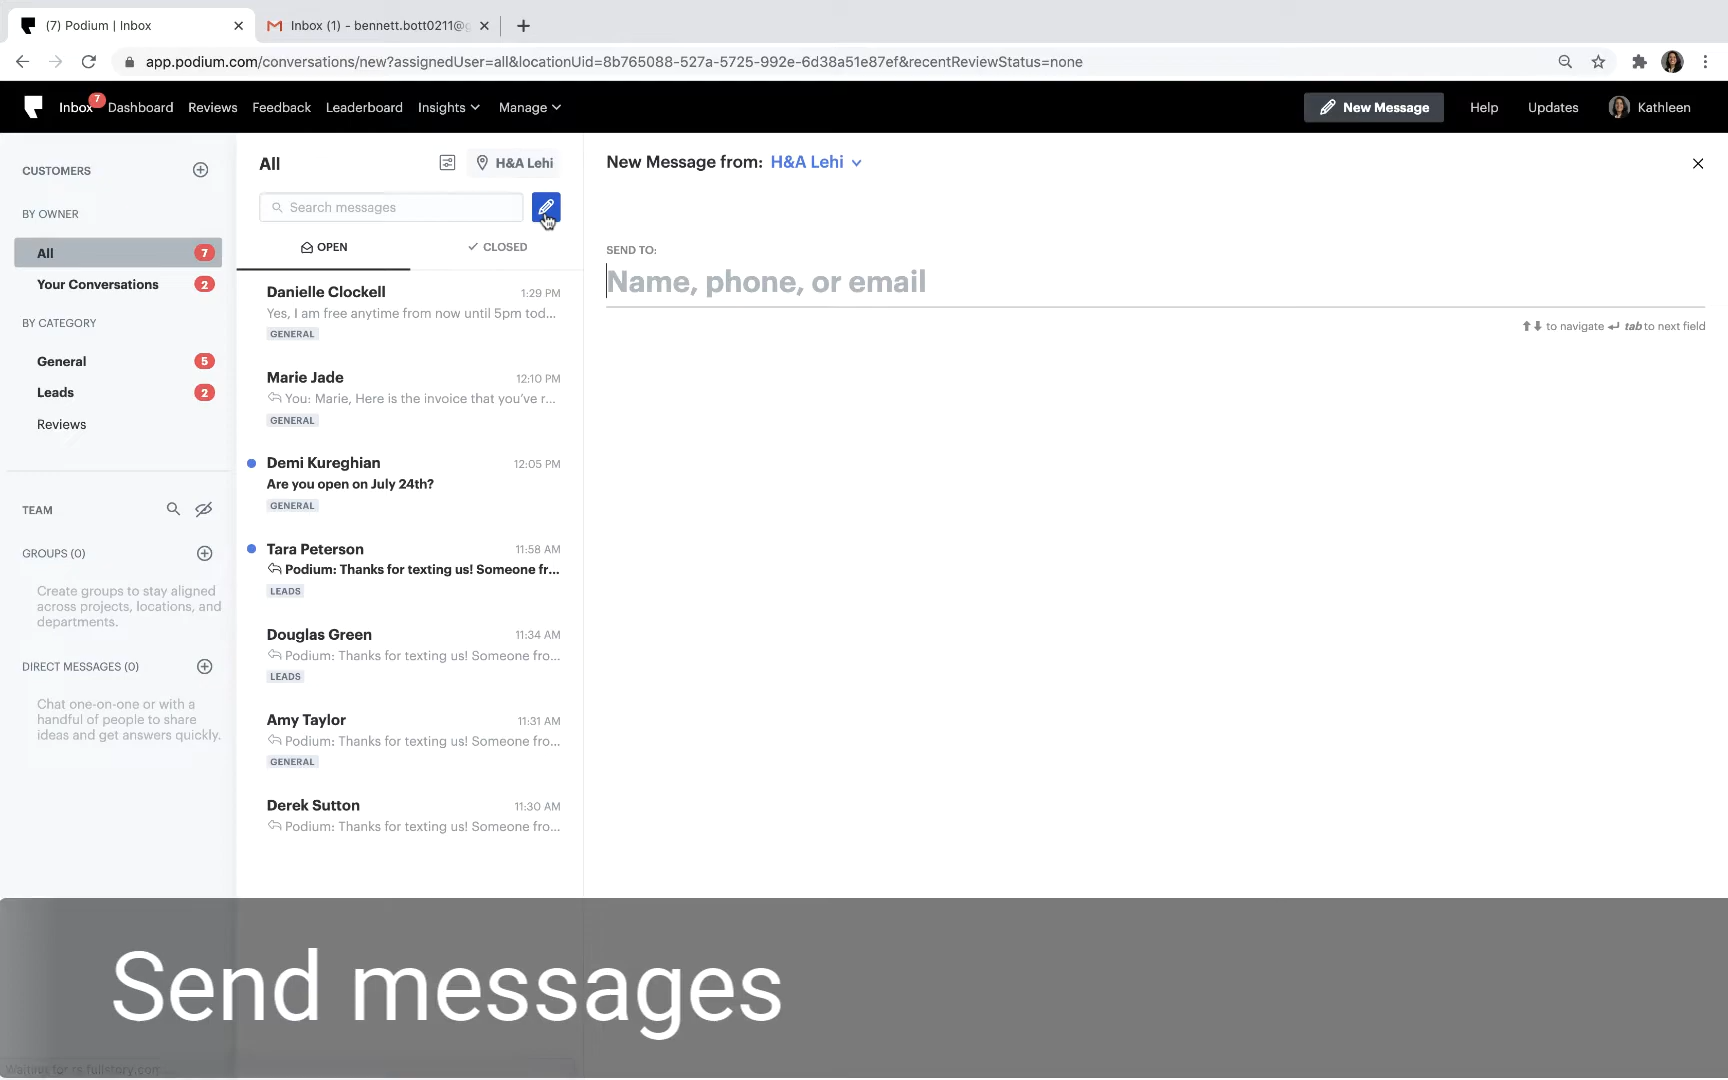 (7) Podium | Inbox
Inbox (1) - bennett.bott0211@g
app.podium.com/conversations/new?assignedUser=all&locationUid=8b765088-527a-5725-992e-6d38a51e87ef&recentReviewStatus=none
Inbox 7 Dashboard Reviews Feedback Leaderboard Insights Manage New Message Help Updates Kathleen
CUSTOMERS
BY OWNER
All 7
Your Conversations 2
BY CATEGORY
General 5
Leads 2
Reviews
TEAM
GROUPS (0)
Create groups to stay aligned
across projects, locations, and
departments.
DIRECT MESSAGES (0)
Chat one-on-one or with a
handful of people to share
ideas and get answers quickly.
All H&A Lehi
Search messages
OPEN CLOSED
Danielle Clockell 1:29 PM
Yes, I am free anytime from now until 5pm tod...
GENERAL
Marie Jade 12:10 PM
You: Marie, Here is the invoice that you've r...
GENERAL
Demi Kureghian 12:05 PM
Are you open on July 24th?
GENERAL
Tara Peterson 11:58 AM
Podium: Thanks for texting us! Someone fr...
LEADS
Douglas Green 11:34 AM
Podium: Thanks for texting us! Someone fro...
LEADS
Amy Taylor 11:31 AM
Podium: Thanks for texting us! Someone fro...
GENERAL
Derek Sutton 11:30 AM
Podium: Thanks for texting us! Someone fro...
New Message from: H&A Lehi
SEND TO:
Name, phone, or email
to navigate tab to next field
Send messages
Waiting for rs.fullstory.com